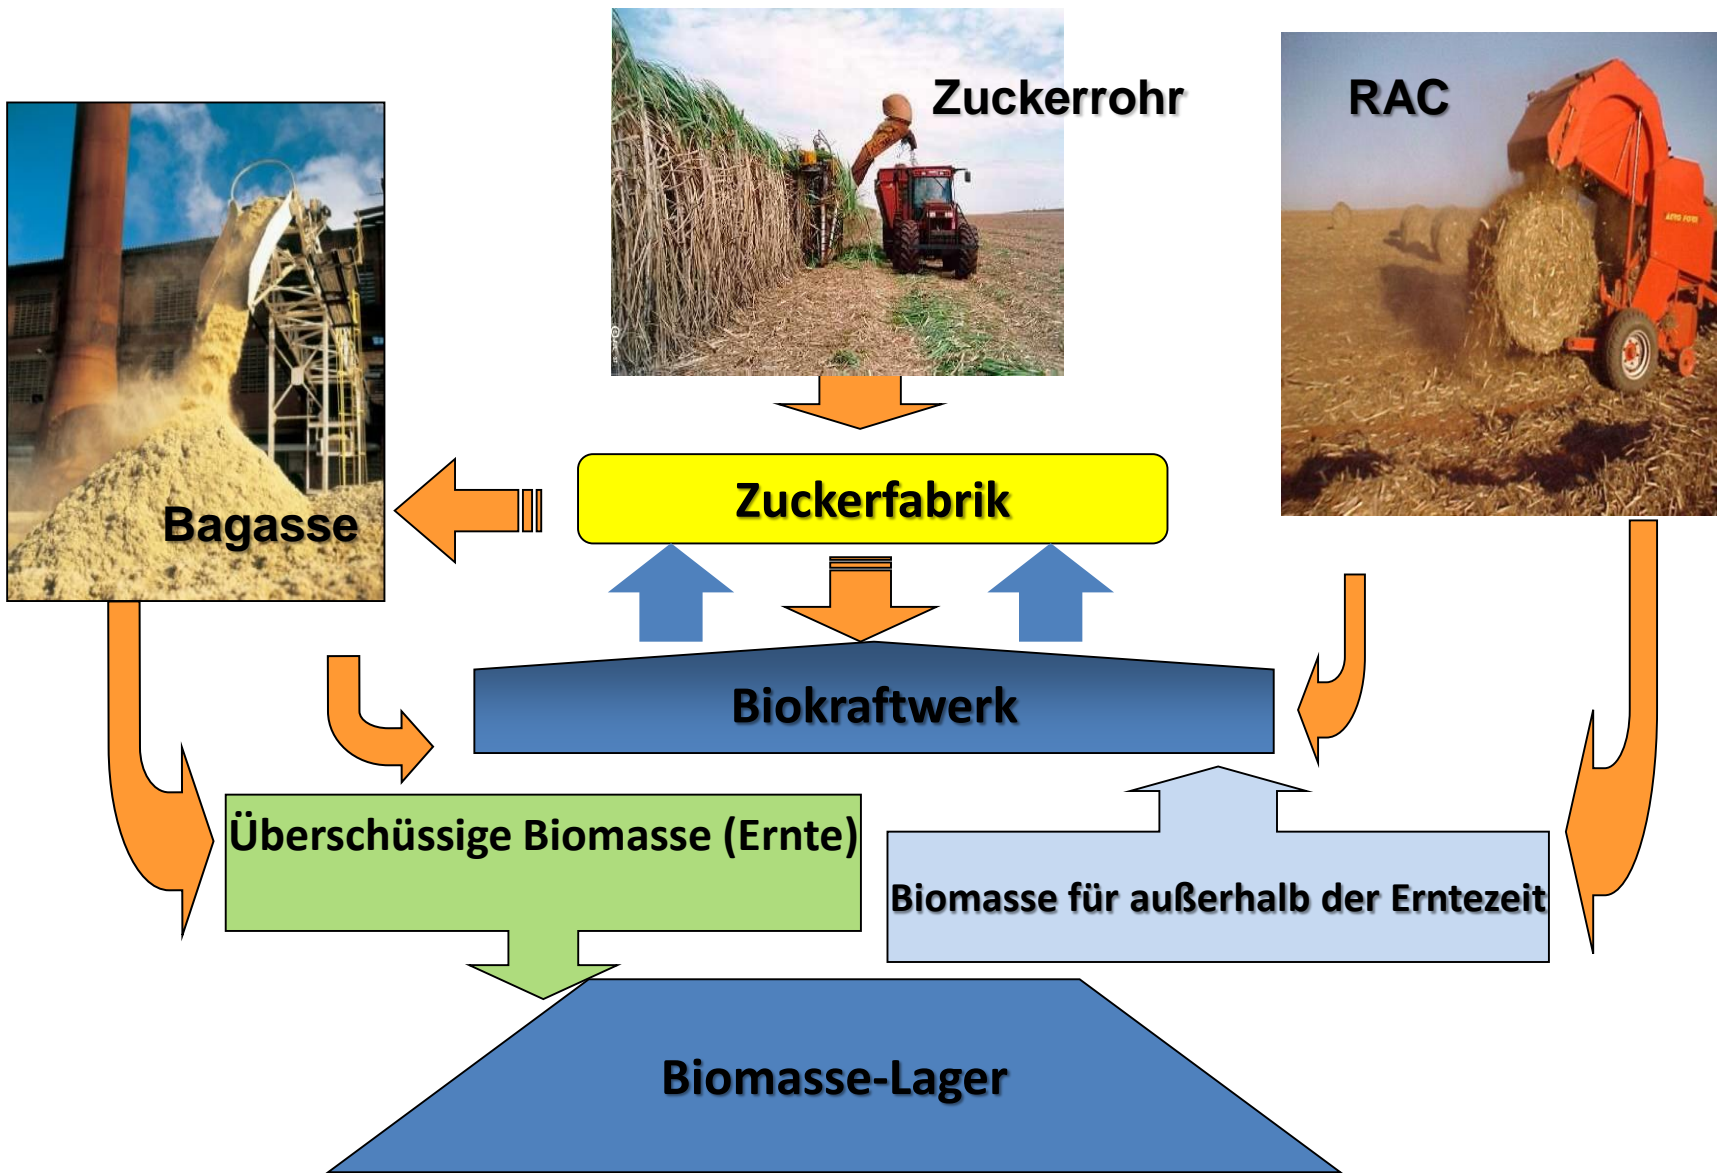 Zuckerrohr
RAC
Bagasse
Zuckerfabrik
Biokraftwerk
Überschüssige Biomasse (Ernte)
Biomasse für außerhalb der Erntezeit
Biomasse-Lager